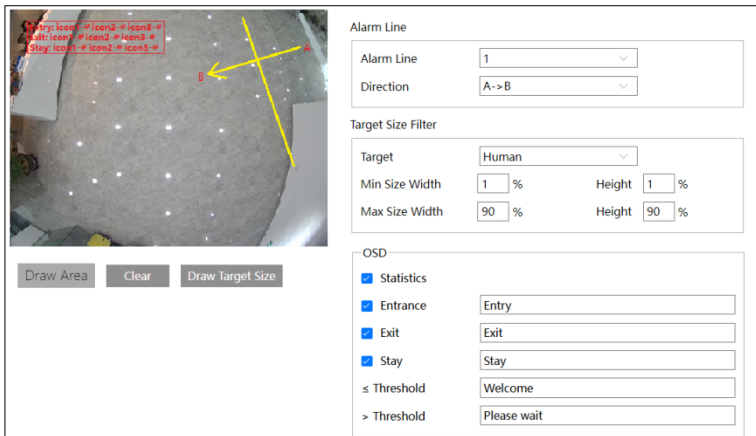 Entry: icon1-# icon2-# icon3-#
Exit: icon1-# icon2-# icon3-#
Stay: icon1-# icon2-# icon3-#
A
B
Draw Area Clear Draw Target Size
Alarm Line
Alarm Line 1
Direction A->B
Target Size Filter
Target Human
Min Size Width 1 % Height 1 %
Max Size Width 90 % Height 90 %
OSD
Statistics
Entrance Entry
Exit Exit
Stay Stay
≤ Threshold Welcome
> Threshold Please wait